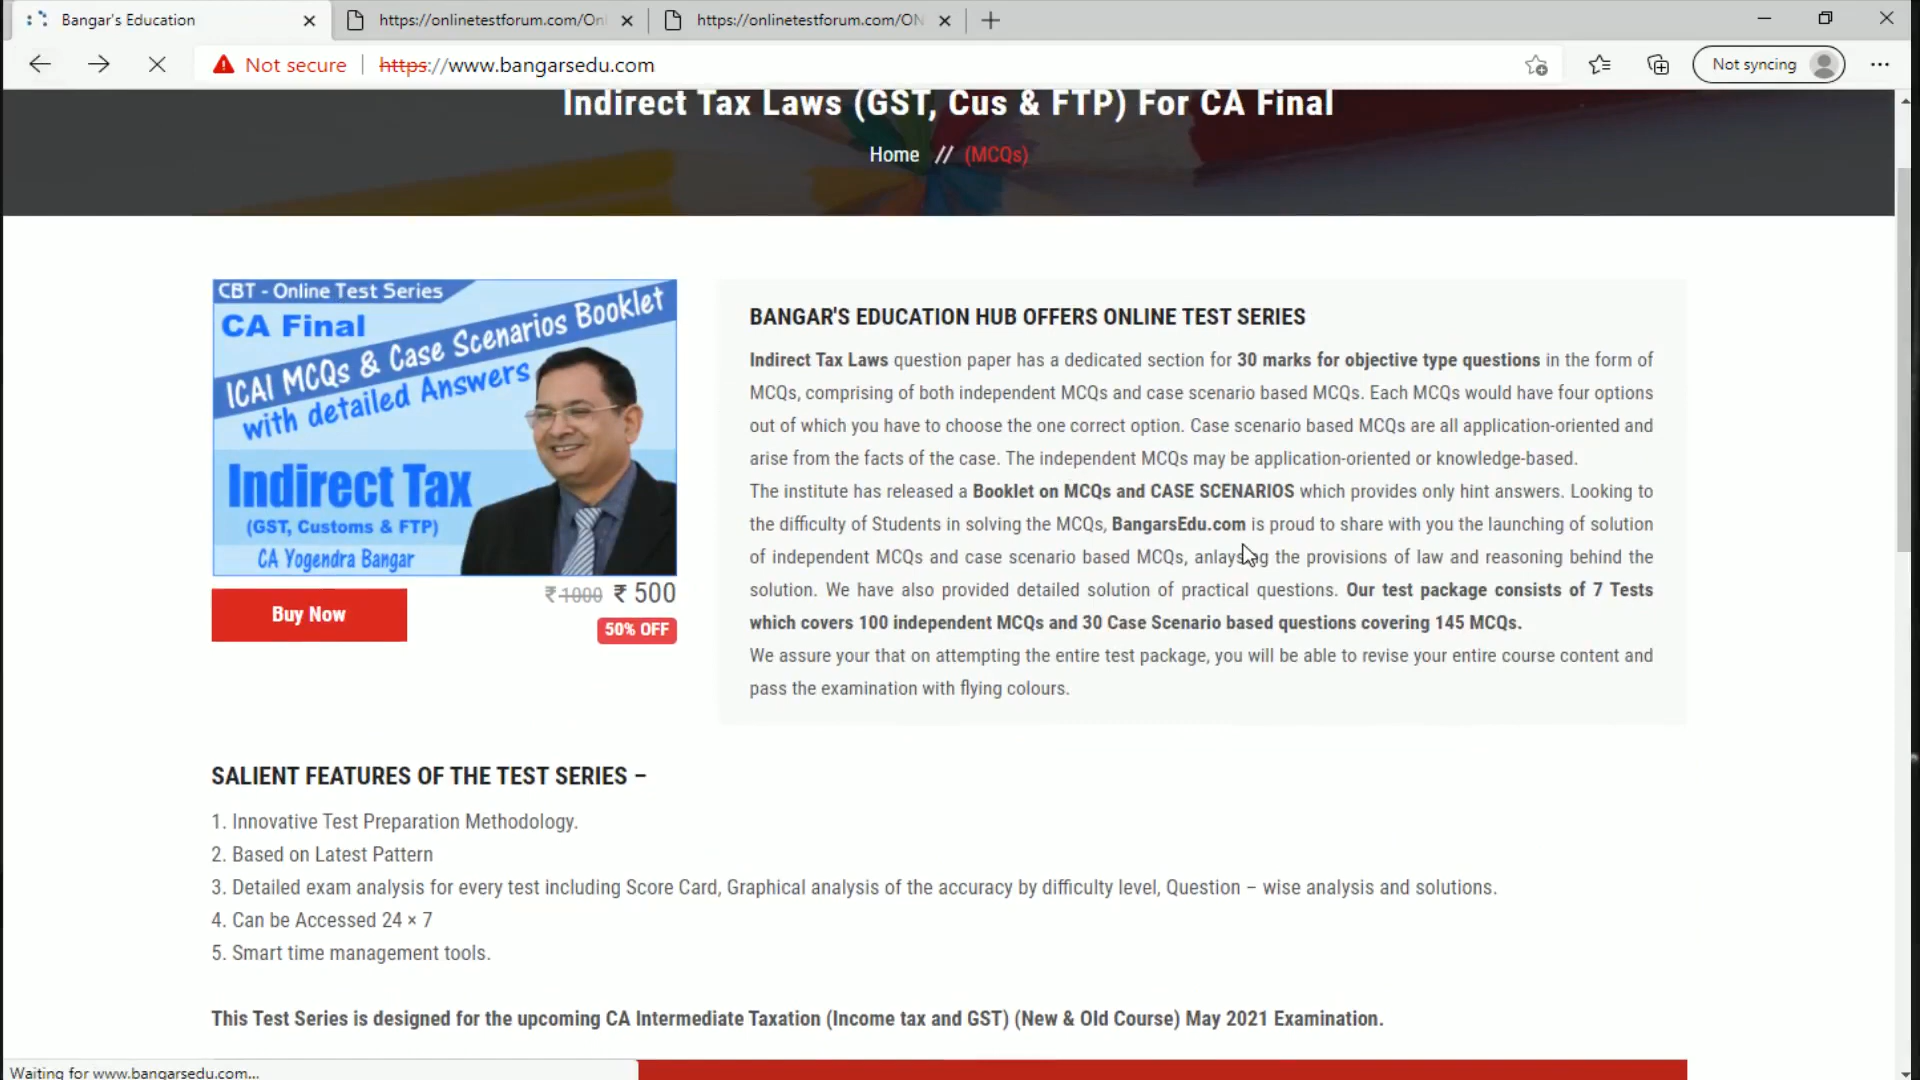 Bangar's Education
https://onlinetestforum.com/Onl
https://onlinetestforum.com/ON
Not secure
https://www.bangarsedu.com
Not syncing
Indirect Tax Laws (GST, Cus & FTP) For CA Final
Home // (MCQs)
CBT - Online Test Series
CA Final
ICAI MCQs & Case Scenarios Booklet
with detailed Answers
Indirect Tax
(GST, Customs & FTP)
CA Yogendra Bangar
₹ 1000 ₹ 500
Buy Now
50% OFF
BANGAR'S EDUCATION HUB OFFERS ONLINE TEST SERIES
Indirect Tax Laws question paper has a dedicated section for 30 marks for objective type questions in the form of
MCQs, comprising of both independent MCQs and case scenario based MCQs. Each MCQs would have four options
out of which you have to choose the one correct option. Case scenario based MCQs are all application-oriented and
arise from the facts of the case. The independent MCQs may be application-oriented or knowledge-based.
The institute has released a Booklet on MCQs and CASE SCENARIOS which provides only hint answers. Looking to
the difficulty of Students in solving the MCQs, BangarsEdu.com is proud to share with you the launching of solution
of independent MCQs and case scenario based MCQs, anlaysing the provisions of law and reasoning behind the
solution. We have also provided detailed solution of practical questions. Our test package consists of 7 Tests
which covers 100 independent MCQs and 30 Case Scenario based questions covering 145 MCQs.
We assure your that on attempting the entire test package, you will be able to revise your entire course content and
pass the examination with flying colours.
SALIENT FEATURES OF THE TEST SERIES –
1. Innovative Test Preparation Methodology.
2. Based on Latest Pattern
3. Detailed exam analysis for every test including Score Card, Graphical analysis of the accuracy by difficulty level, Question – wise analysis and solutions.
4. Can be Accessed 24 × 7
5. Smart time management tools.
This Test Series is designed for the upcoming CA Intermediate Taxation (Income tax and GST) (New & Old Course) May 2021 Examination.
Waiting for www.bangarsedu.com...